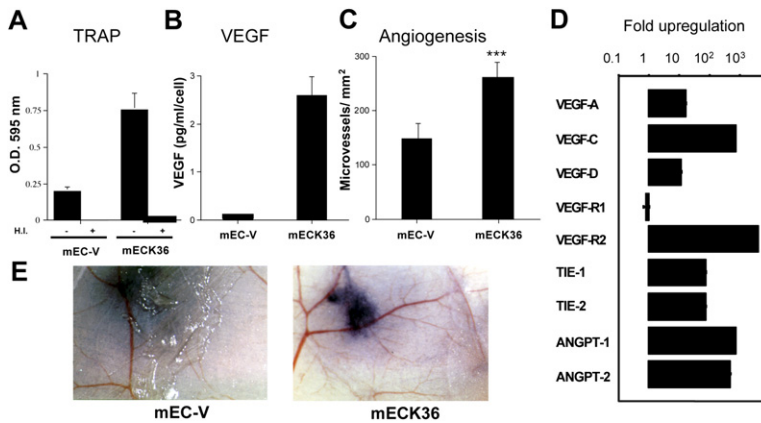 A
TRAP
O.D. 595 nm
1
0.75
0.5
0.25
0
H.I.
- + - +
mEC-V mECK36
B
VEGF
VEGF (pg/ml/cell)
3
2
1
0
mEC-V mECK36
C
Angiogenesis
***
Microvessels/ mm²
300
200
100
0
mEC-V mECK36
D
Fold upregulation
0.1 1 10 10² 10³
VEGF-A
VEGF-C
VEGF-D
VEGF-R1
VEGF-R2
TIE-1
TIE-2
ANGPT-1
ANGPT-2
E
mEC-V mECK36